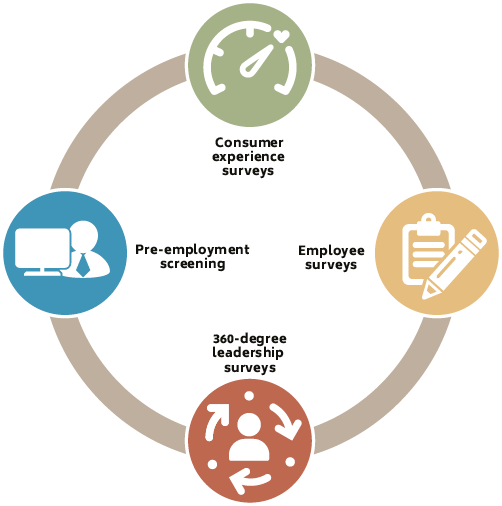 Consumer
experience
surveys
Pre-employment
screening
Employee
surveys
360-degree
leadership
surveys